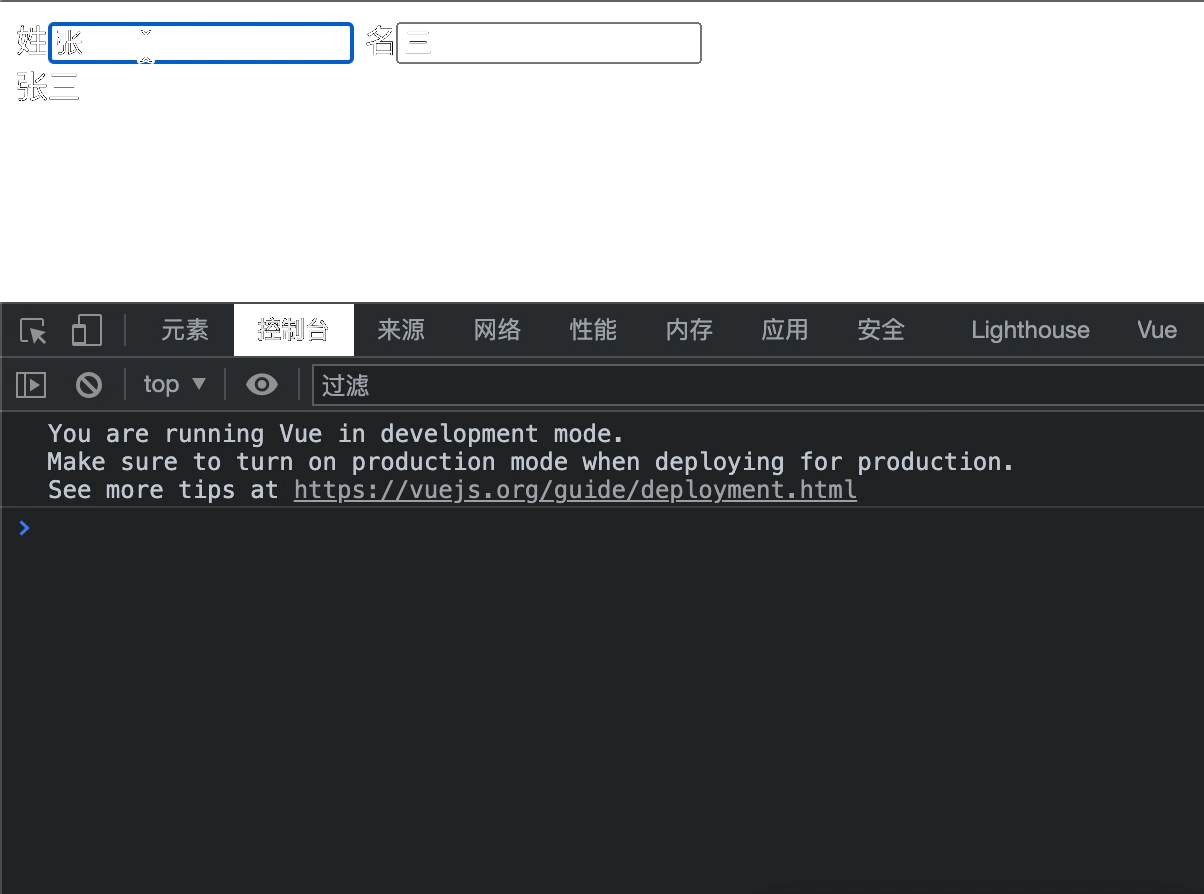 姓张 名三
张三
元素 控制台 来源 网络 性能 内存 应用 安全 Lighthouse Vue
top ▼ 过滤
You are running Vue in development mode.
Make sure to turn on production mode when deploying for production.
See more tips at https://vuejs.org/guide/deployment.html